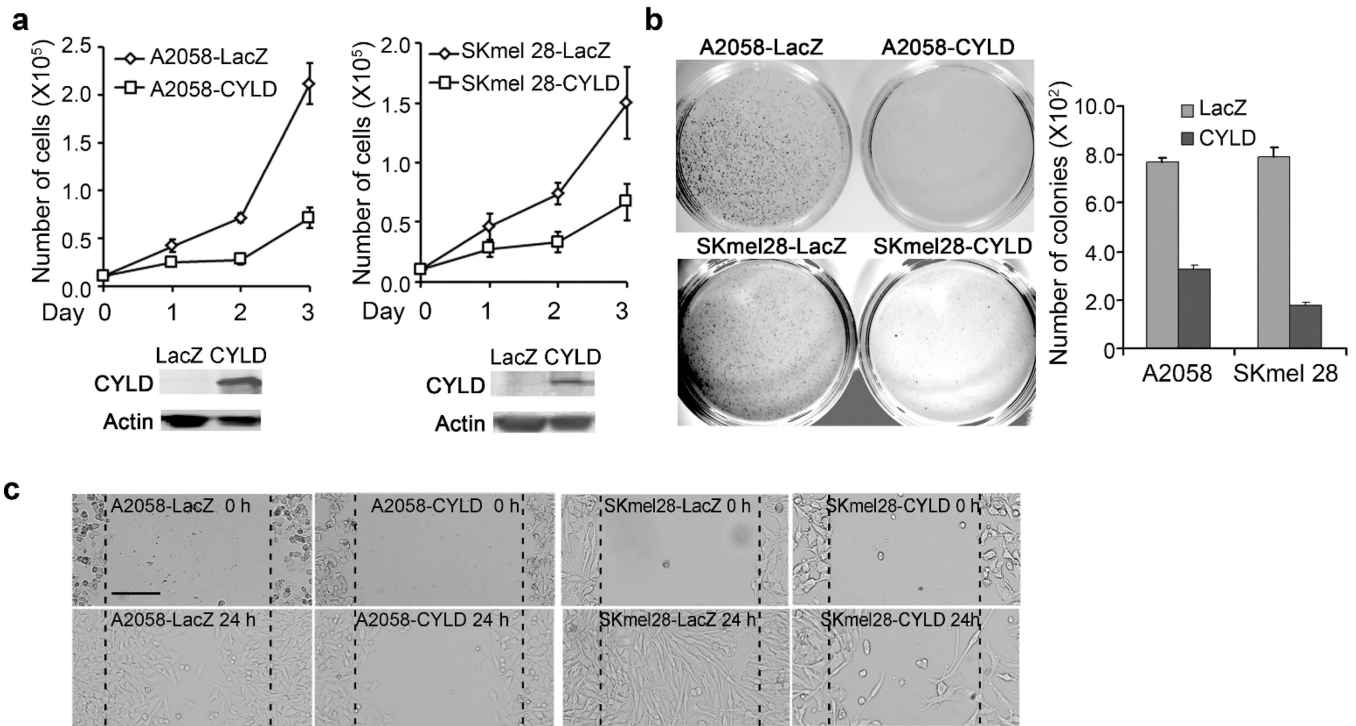 a
2.5
2.0
1.5
1.0
0.5
0.0
Number of cells (X10⁵)
A2058-LacZ
A2058-CYLD
0 1 2 3
Day
LacZ CYLD
CYLD
Actin
2.0
1.5
1.0
0.5
0.0
Number of cells (X10⁵)
SKmel 28-LacZ
SKmel 28-CYLD
0 1 2 3
Day
LacZ CYLD
CYLD
Actin
b
A2058-LacZ A2058-CYLD
SKmel28-LacZ SKmel28-CYLD
10.0
8.0
6.0
4.0
2.0
0
Number of colonies (X10²)
LacZ
CYLD
A2058 SKmel 28
c
A2058-LacZ 0 h A2058-CYLD 0 h SKmel28-LacZ 0 h SKmel28-CYLD 0 h
A2058-LacZ 24 h A2058-CYLD 24 h SKmel28-LacZ 24 h SKmel28-CYLD 24h